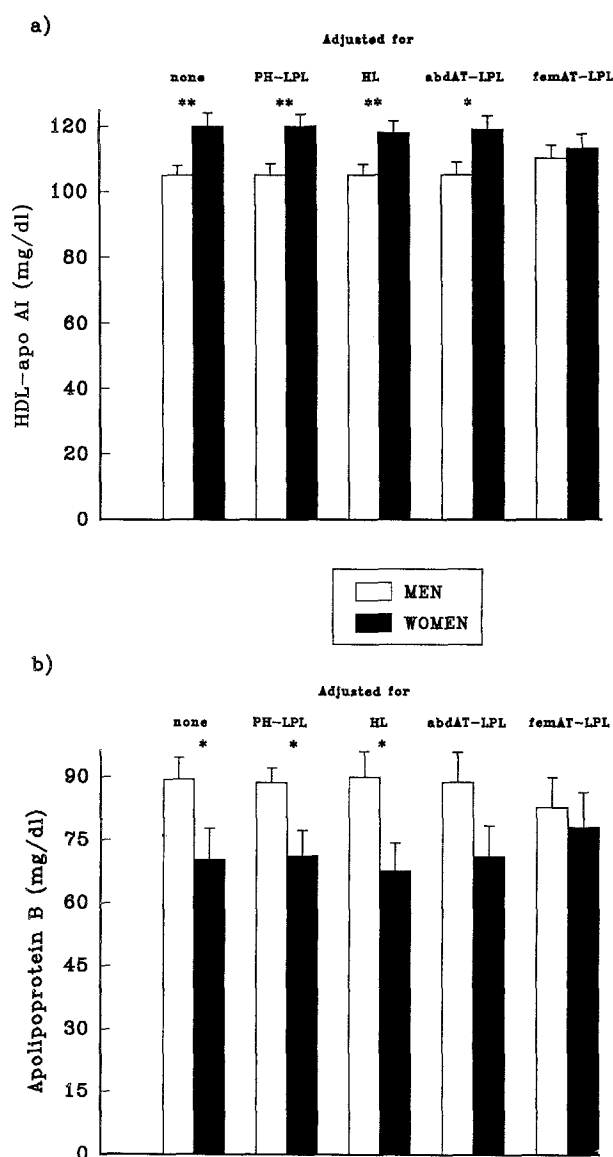 a)
Adjusted for
none PH-LPL HL abdAT-LPL femAT-LPL
** ** ** *
120
100
80
60
40
20
0
HDL-apo AI (mg/dl)
MEN
WOMEN
b)
Adjusted for
none PH-LPL HL abdAT-LPL femAT-LPL
* * *
90
75
60
45
30
15
0
Apolipoprotein B (mg/dl)